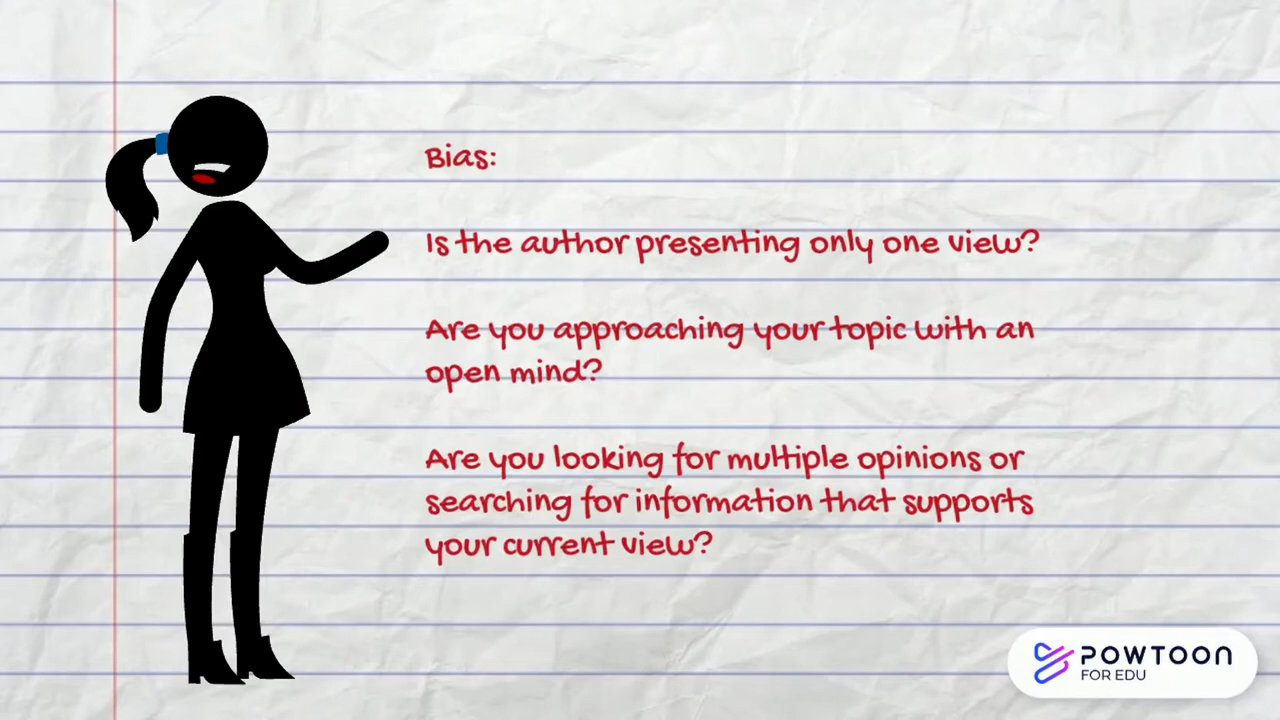 Bias:
Is the author presenting only one view?
Are you approaching your topic with an
open mind?
Are you looking for multiple opinions or
searching for information that supports
your current view?
POWTOON
FOR EDU